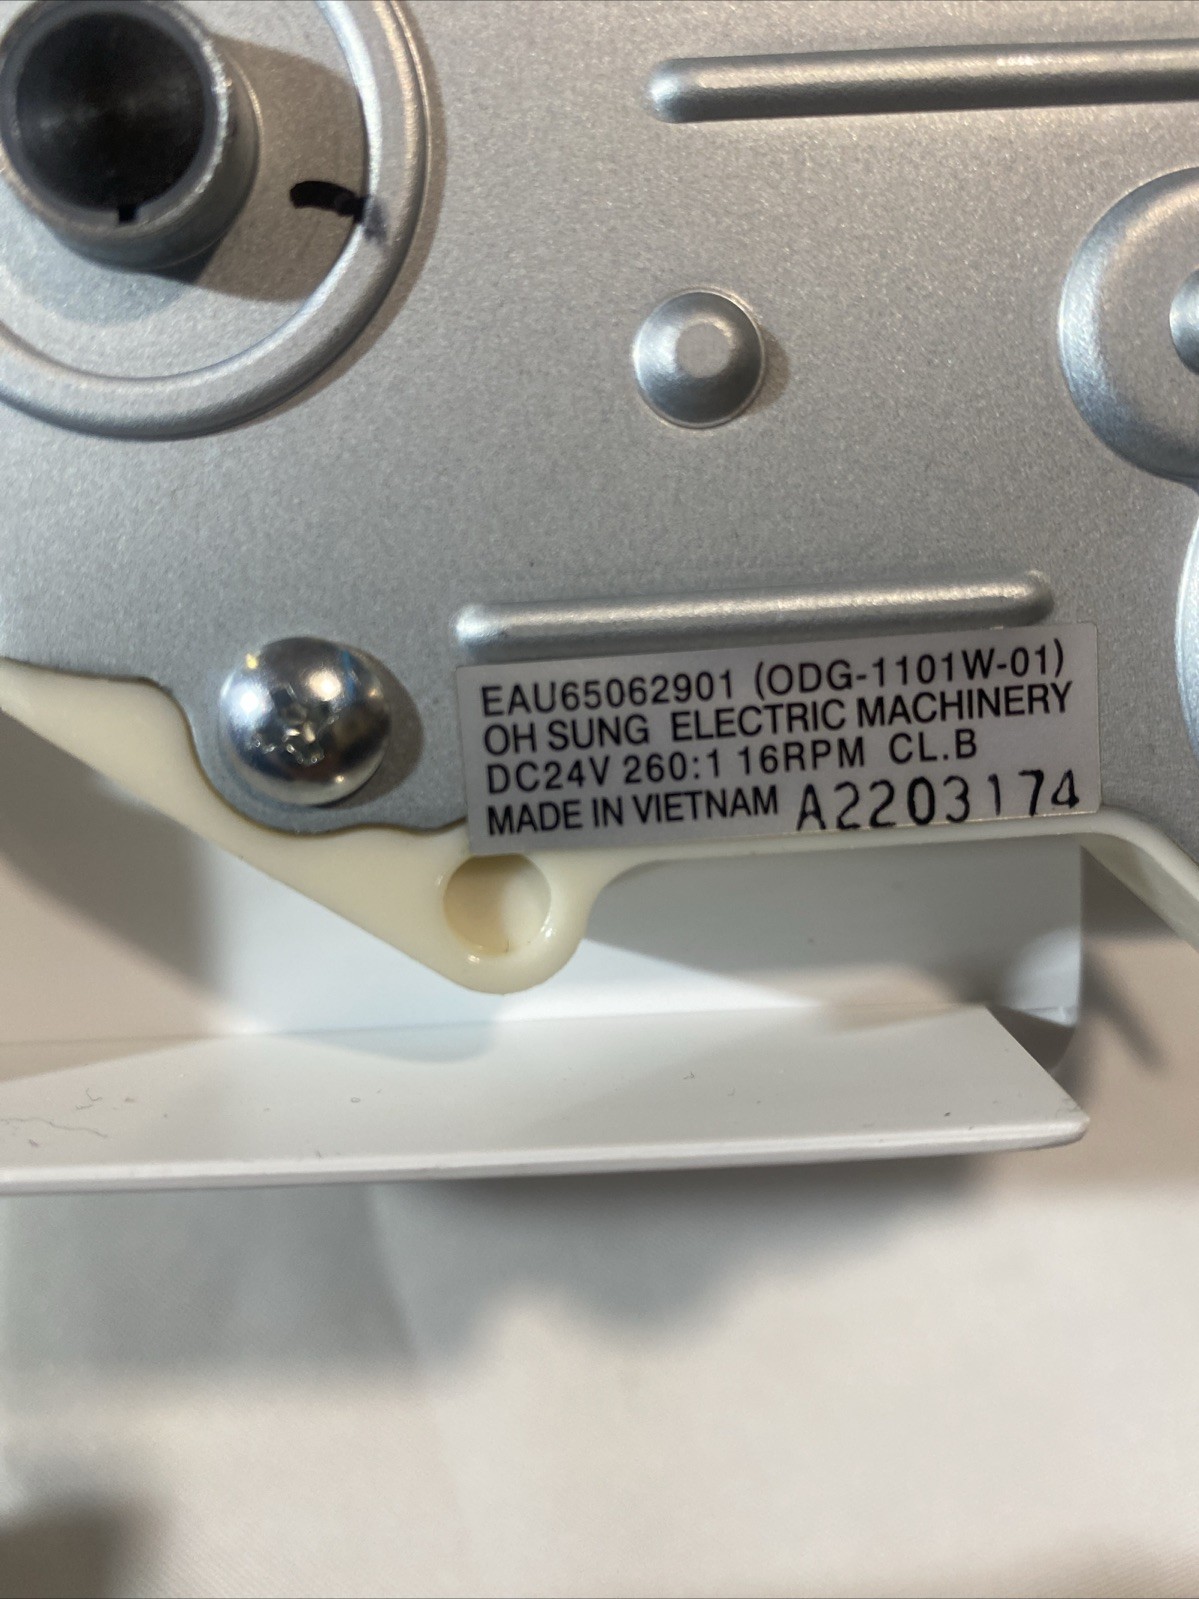 EAU65062901 (ODG-1101W-01)
OH SUNG ELECTRIC MACHINERY
DC24V 260:1 16RPM CL.B
MADE IN VIETNAM A2203174